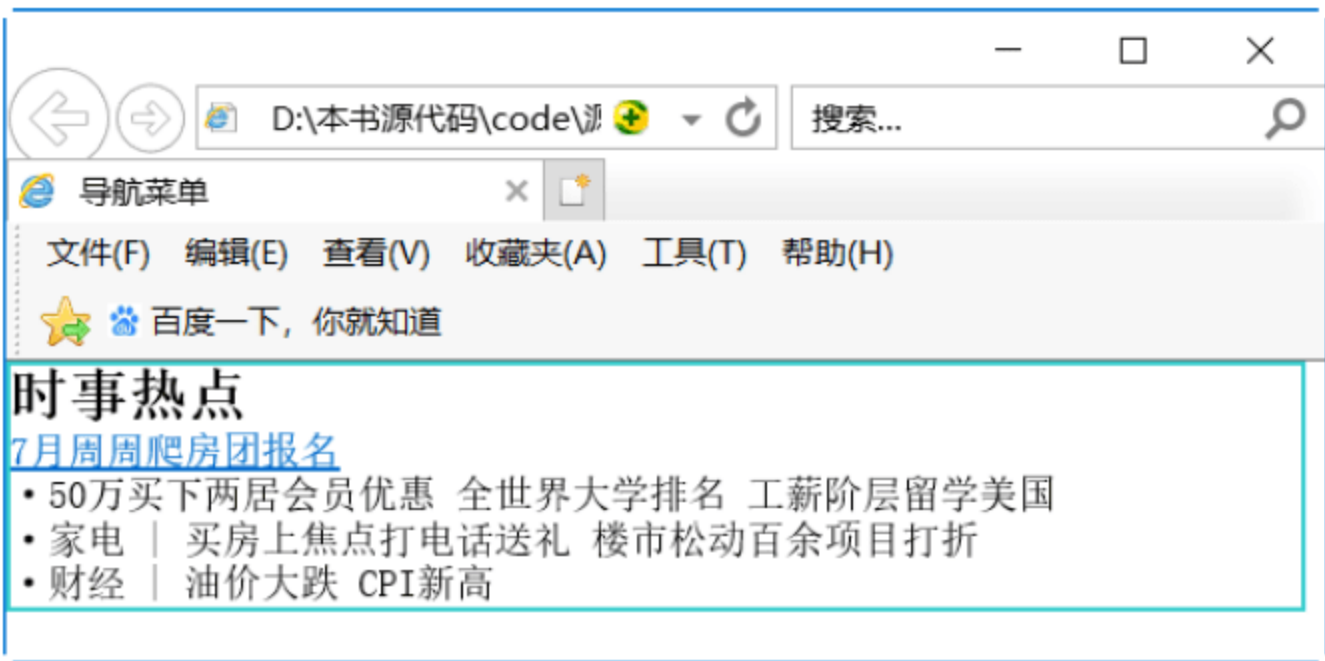 D:\本书源代码\code\源
搜索...
导航菜单
文件(F) 编辑(E) 查看(V) 收藏夹(A) 工具(T) 帮助(H)
百度一下，你就知道
时事热点
7月周周爬房团报名
•50万买下两居会员优惠 全世界大学排名 工薪阶层留学美国
•家电 | 买房上焦点打电话送礼 楼市松动百余项目打折
•财经 | 油价大跌 CPI新高